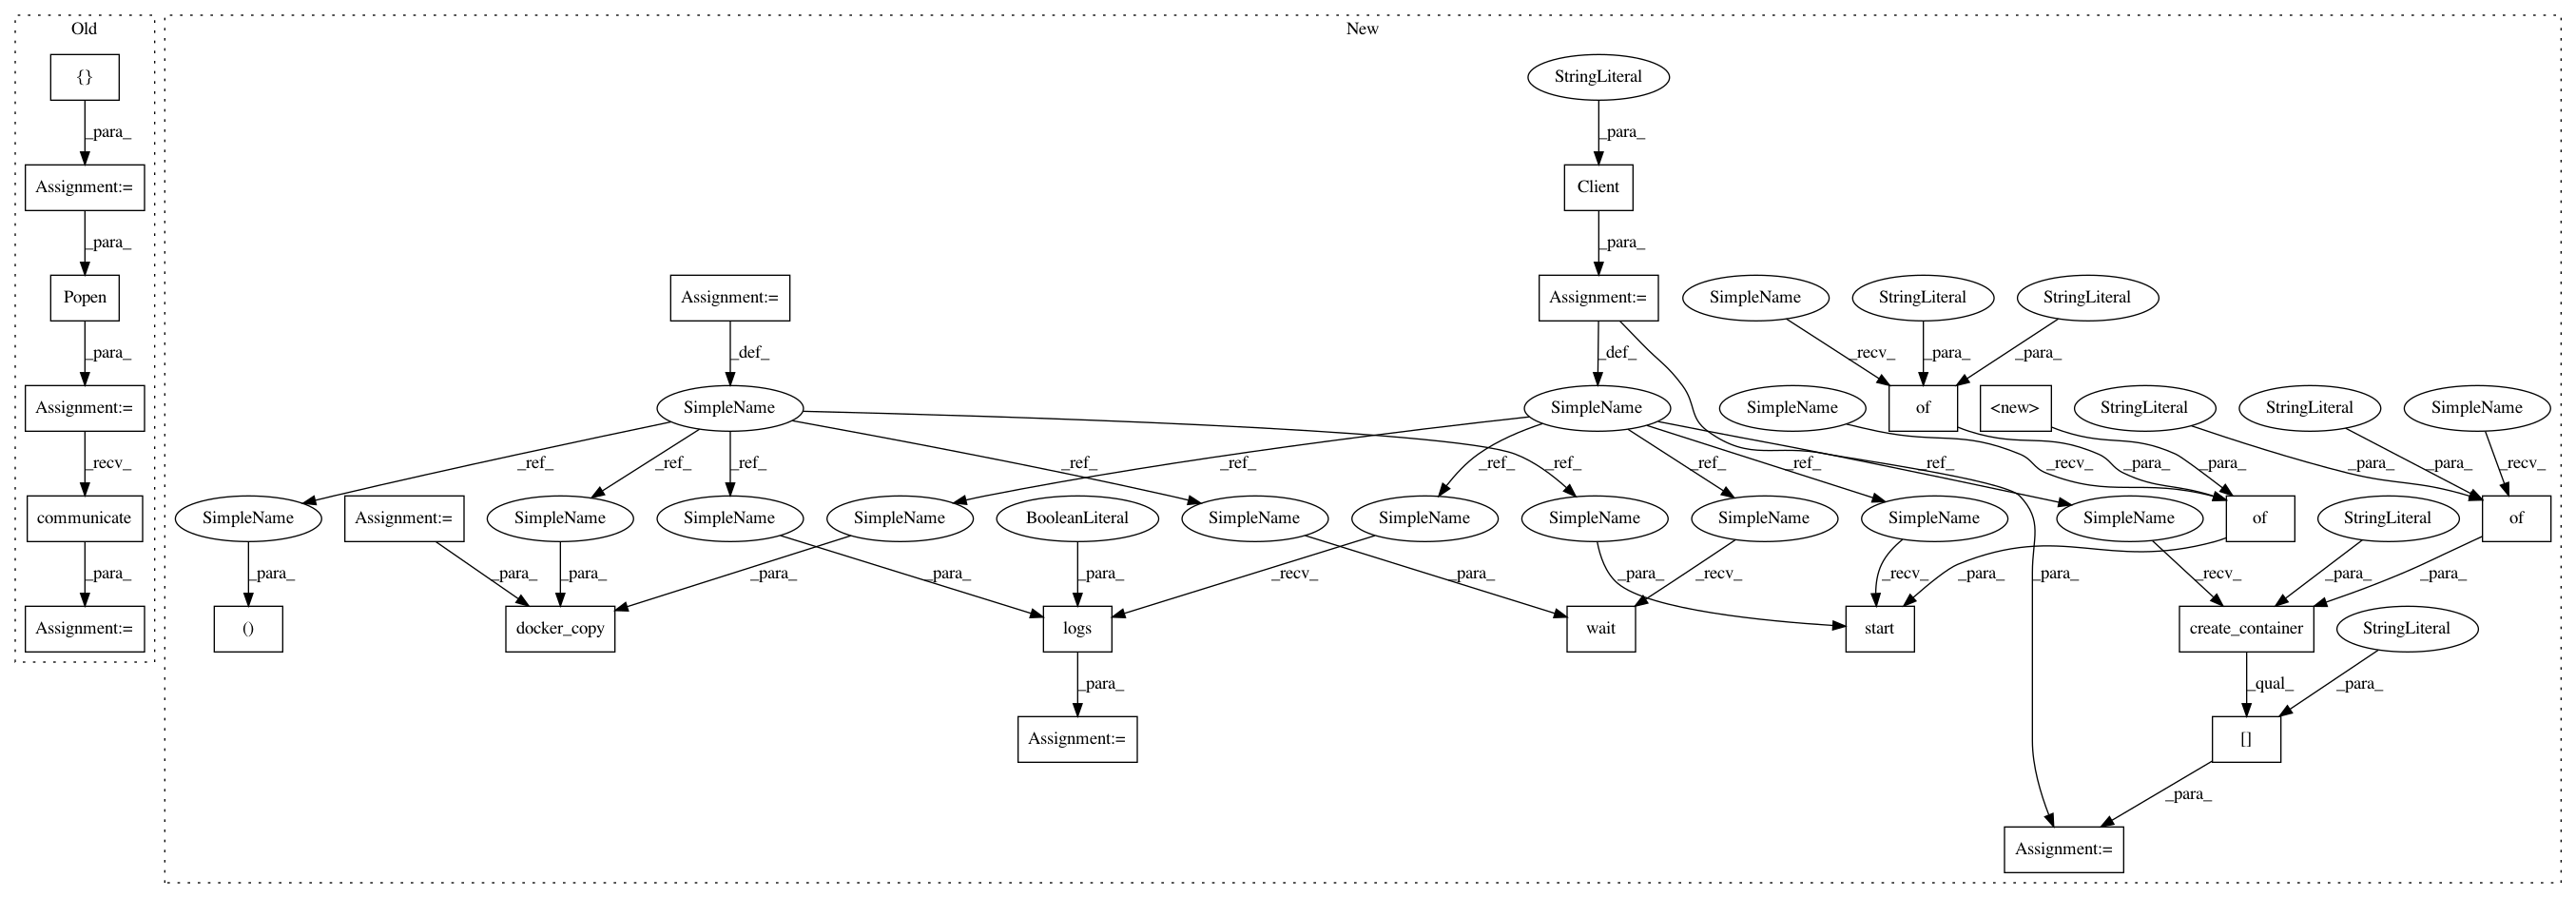 Old
New
{}
StringLiteral
_para_
_para_
Assignment:=
Client
_para_
_para_
Popen
Assignment:=
Assignment:=
SimpleName
StringLiteral
StringLiteral
_para_
_def_
_def_
_recv_
_para_
_para_
Assignment:=
SimpleName
SimpleName
SimpleName
of
<new>
StringLiteral
StringLiteral
SimpleName
_recv_
_ref_
_ref_
_ref_
_ref_
_ref_
_ref_
_ref_
_ref_
_ref_
_ref_
_recv_
_para_
_para_
_para_
_para_
_recv_
communicate
SimpleName
Assignment:=
SimpleName
SimpleName
SimpleName
BooleanLiteral
SimpleName
SimpleName
SimpleName
SimpleName
SimpleName
SimpleName
of
StringLiteral
of
_para_
_para_
_para_
_para_
_para_
_para_
_para_
_recv_
_para_
_recv_
_para_
_recv_
_para_
_para_
_recv_
_para_
_para_
Assignment:=
()
docker_copy
logs
wait
start
create_container
StringLiteral
_para_
_qual_
_para_
Assignment:=
[]
_para_
Assignment:=